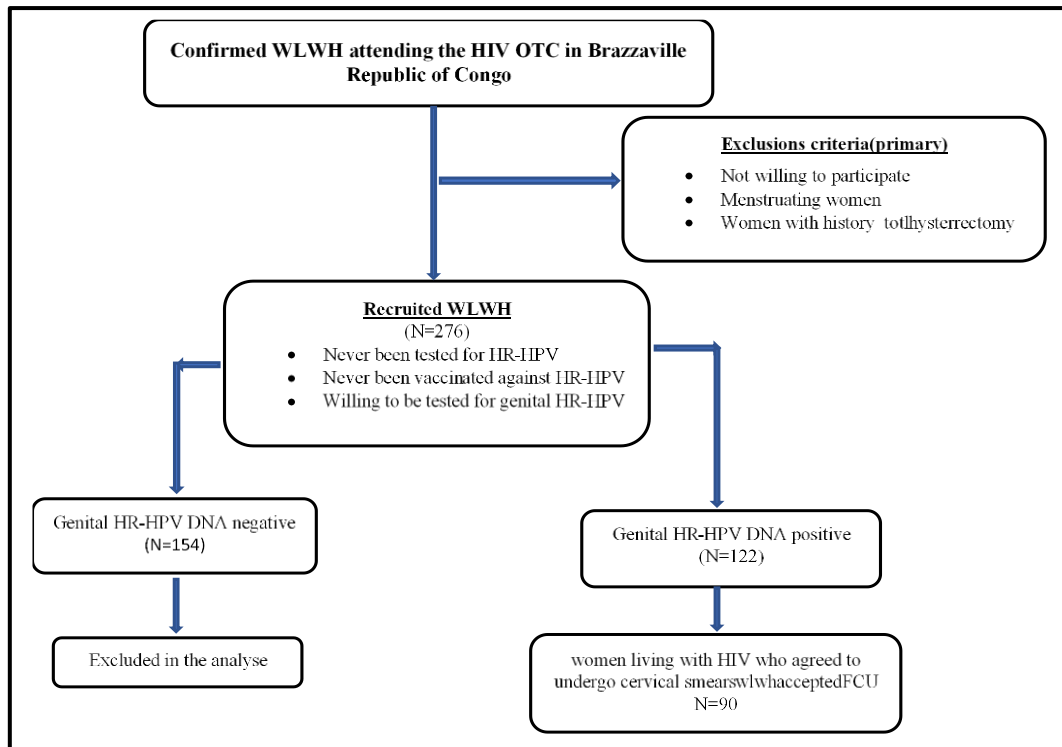 Confirmed WLWH attending the HIV OTC in Brazzaville
Republic of Congo
Exclusions criteria(primary)
• Not willing to participate
• Menstruating women
• Women with history totlhysterrectomy
Recruited WLWH
(N=276)
• Never been tested for HR-HPV
• Never been vaccinated against HR-HPV
• Willing to be tested for genital HR-HPV
Genital HR-HPV DNA negative
(N=154)
Genital HR-HPV DNA positive
(N=122)
Excluded in the analyse
women living with HIV who agreed to
undergo cervical smearswlwhacceptedFCU
N=90